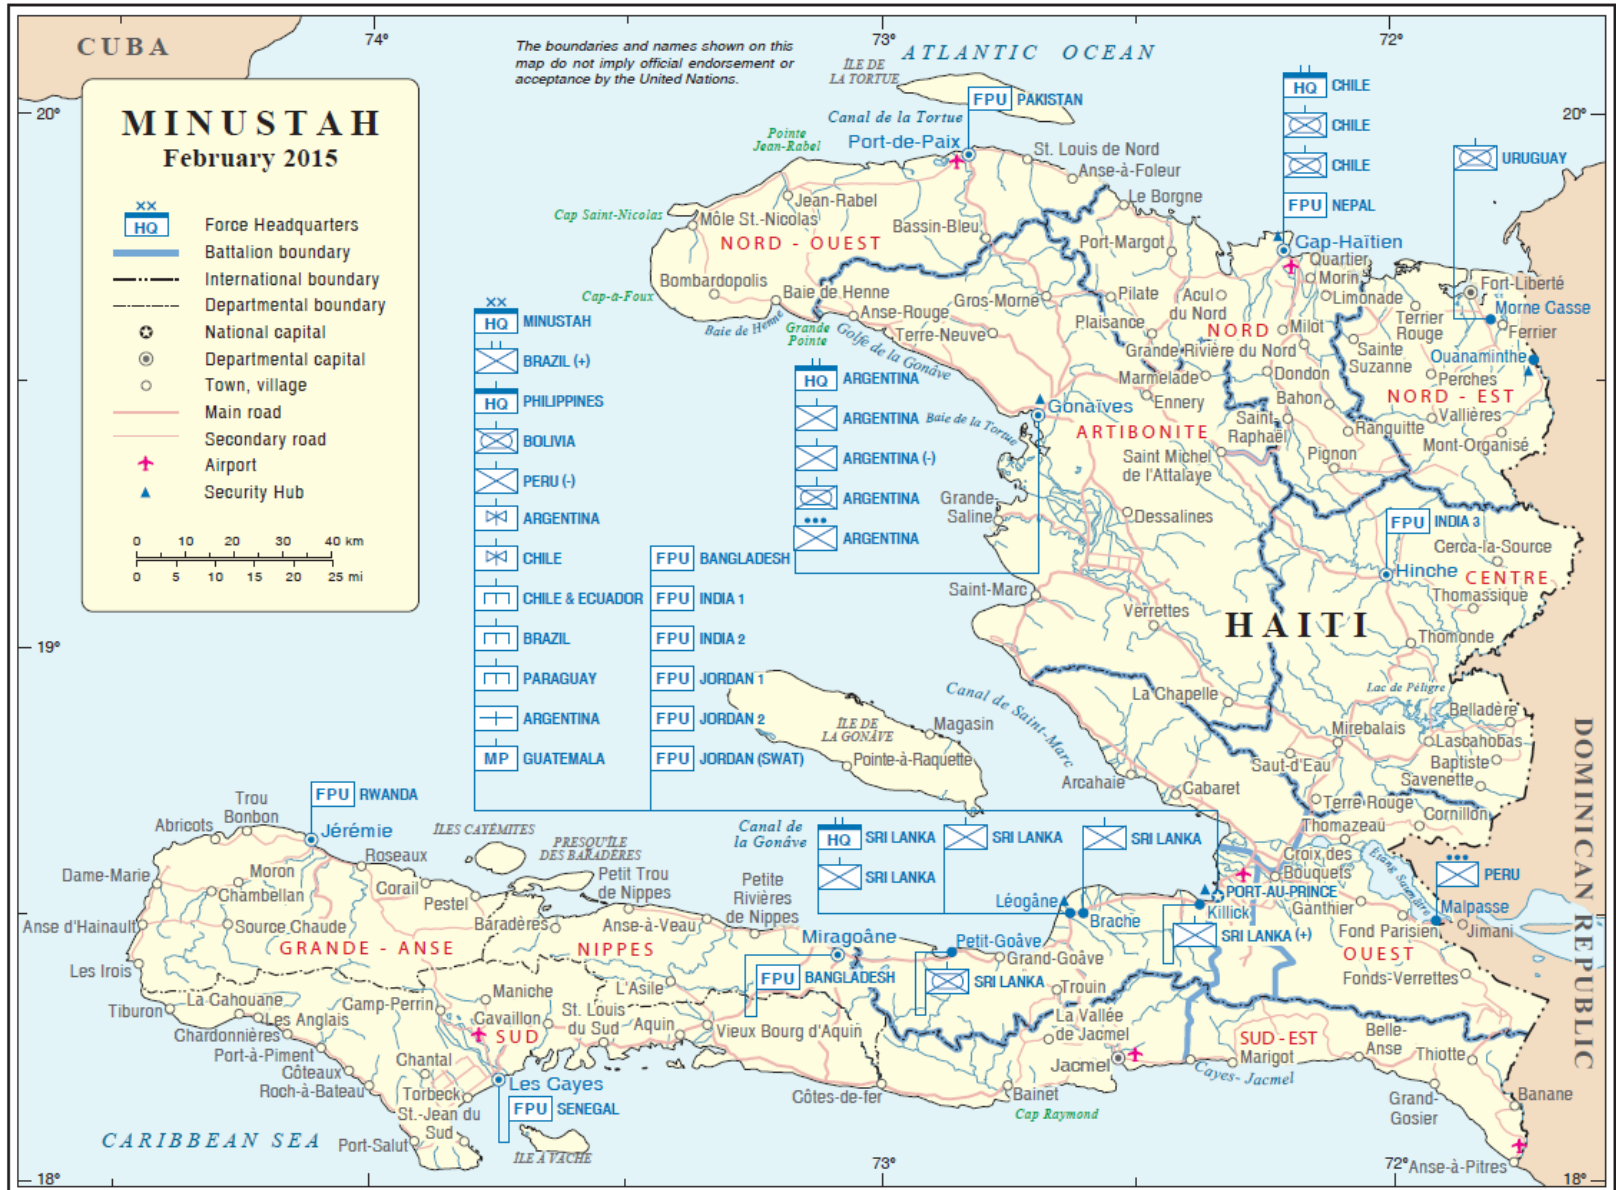 CUBA
74°
73°
72°
The boundaries and names shown on this
map do not imply official endorsement or
acceptance by the United Nations.
ATLANTIC OCEAN
ÎLE DE
LA TORTUE
20°
20°
MINUSTAH
February 2015
HQ
Force Headquarters
Battalion boundary
International boundary
Departmental boundary
National capital
Departmental capital
Town, village
Main road
Secondary road
Airport
Security Hub
0 10 20 30 40 km
0 5 10 15 20 25 mi
FPU PAKISTAN
Canal de la Tortue
Port-de-Paix
Pointe
Jean-Rabel
St. Louis de Nord
Anse-à-Foleur
Le Borgne
Jean-Rabel
Cap Saint-Nicolas
Môle St.-Nicolas
NORD - OUEST
Bassin-Bleu
Port-Margot
HQ CHILE
CHILE
CHILE
FPU NEPAL
URUGUAY
Cap-Haïtien
Quartier
Morin
Limonade
Fort-Liberté
Morne Casse
Ferrier
Terrier
Rouge
Ouanaminthe
Bombardopolis
Cap-à-Foux
Baie de Henne
Baie de Henne
Grande
Pointe
Anse-Rouge
Terre-Neuve
Gros-Morne
Golfe de la Gonâve
Pilate
Acul
du Nord
Plaisance
NORD
Milot
Grande Rivière du Nord
Sainte
Suzanne
Perches
Marmelade
Dondon
NORD - EST
Ennery
Bahon
Vallières
Saint-
Raphaël
Ranquitte
Mont-Organisé
Gonaïves
Baie de la Tortue
ARTIBONITE
Saint Michel
de l'Attalaye
Pignon
HQ MINUSTAH
BRAZIL (+)
HQ PHILIPPINES
BOLIVIA
PERU (-)
ARGENTINA
CHILE
CHILE & ECUADOR
BRAZIL
PARAGUAY
ARGENTINA
MP GUATEMALA
FPU BANGLADESH
FPU INDIA 1
FPU INDIA 2
FPU JORDAN 1
FPU JORDAN 2
FPU JORDAN (SWAT)
HQ ARGENTINA
ARGENTINA
ARGENTINA (-)
ARGENTINA
ARGENTINA
Grande-
Saline
Dessalines
FPU INDIA 3
Cerca-la-Source
Hinche
CENTRE
Thomassique
Saint-Marc
Verrettes
HAITI
Thomonde
19°
Canal de Saint-Marc
La Chapelle
Lac de Péligre
Belladère
Mirebalais
Lascahobas
Baptiste
Savenette
Saut-d'Eau
ÎLE DE
LA GONÂVE
Magasin
Pointe-à-Raquette
Arcahaie
Cabaret
Terre Rouge
Cornillon
Thomazeau
DOMINICAN REPUBLIC
FPU RWANDA
Trou
Bonbon
Abricots
Jérémie
Roseaux
ÎLES CAYÉMITES
PRESQU'ÎLE
DES BARADÈRES
Canal de
la Gonâve
HQ SRI LANKA
SRI LANKA
SRI LANKA
SRI LANKA
Croix des
Bouquets
Étang Saumâtre
PERU
Dame-Marie
Moron
Chambellan
Corail
Pestel
Petit Trou
de Nippes
Petite
Rivières
de Nippes
Léogâne
Brache
PORT-AU-PRINCE
Killick
Ganthier
Malpasse
Jimani
Fond Parisien
Anse d'Hainault
Source Chaude
Baradères
Anse-à-Veau
SRI LANKA (+)
OUEST
GRANDE - ANSE
NIPPES
Miragoâne
Petit-Goâve
Grand-Goâve
Fonds-Verrettes
Les Irois
FPU BANGLADESH
SRI LANKA
Trouin
L'Asile
La Cahouane
Tiburon
Les Anglais
Chardonnières
Camp-Perrin
Maniche
Cavaillon
St. Louis
du Sud
Aquin
Vieux Bourg d'Aquin
La Vallée
de Jacmel
SUD-EST
Belle-
Anse
SUD
Port-à-Piment
Côteaux
Roch-à-Bateau
Chantal
Torbeck
Les Cayes
Jacmel
Marigot
Cayes-Jacmel
Thiotte
St.-Jean du
Sud
FPU SENEGAL
Côtes-de-fer
Bainet
Cap Raymond
Grand-
Gosier
Banane
CARIBBEAN SEA
Port-Salut
ÎLE À VACHE
Anse-à-Pitres
18°
73°
72°
18°